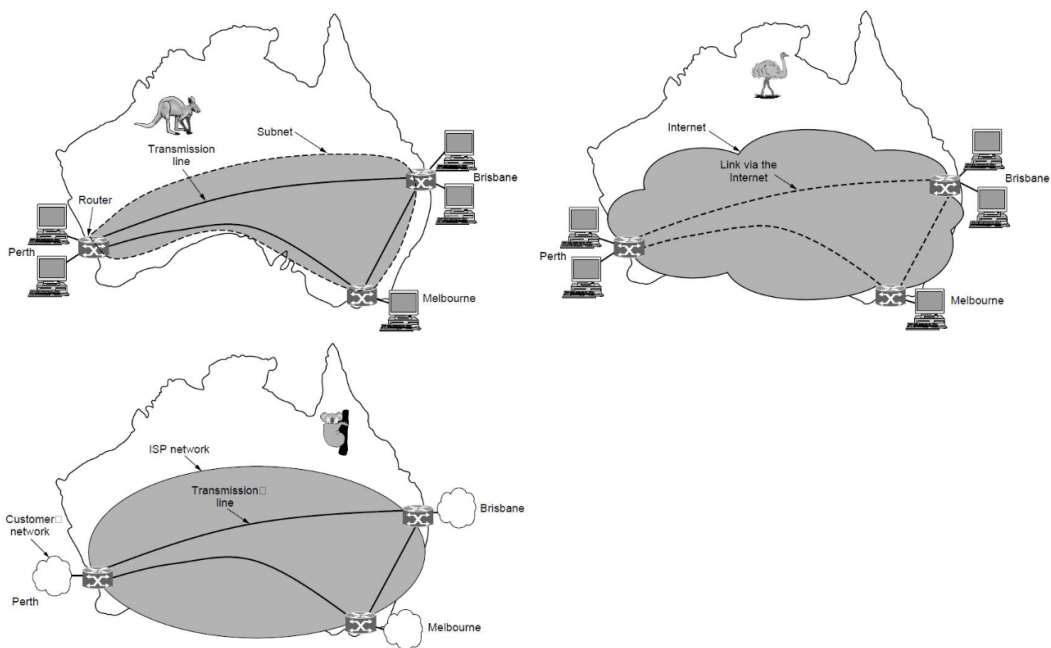 Subnet
Transmission
line
Brisbane
Router
Perth
Melbourne
Internet
Link via the
Internet
Brisbane
Perth
Melbourne
ISP network
Transmission□
line
Brisbane
Customer□
network
Perth
Melbourne